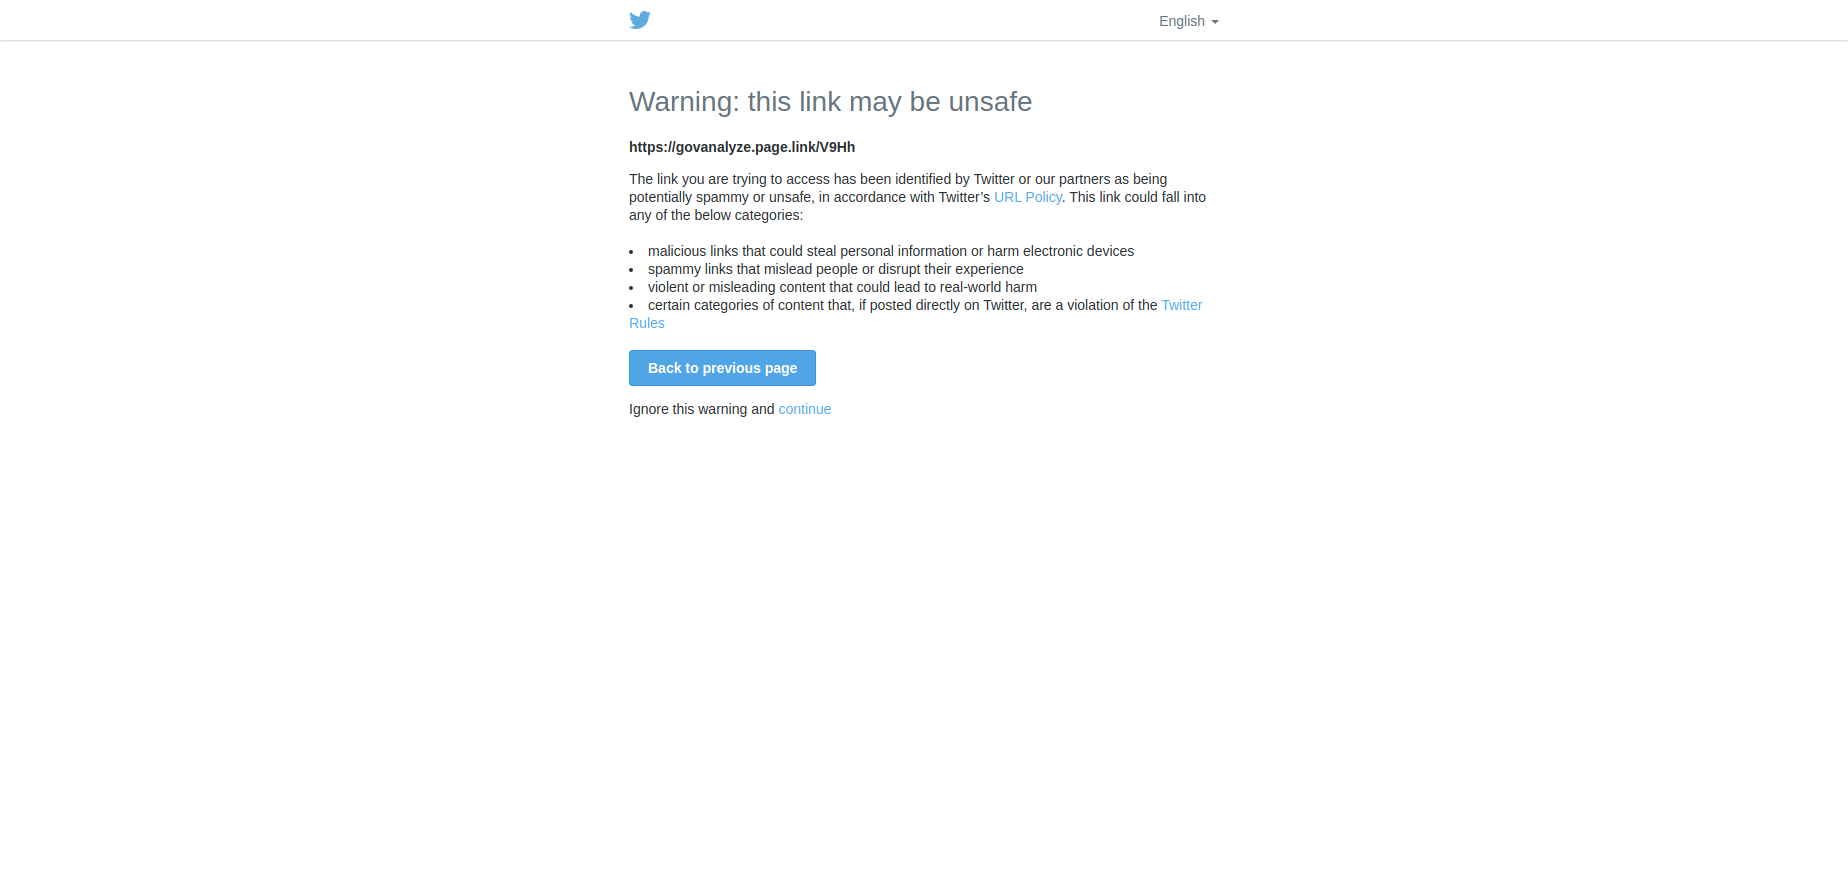 English
Warning: this link may be unsafe
https://govanalyze.page.link/V9Hh
The link you are trying to access has been identified by Twitter or our partners as being
potentially spammy or unsafe, in accordance with Twitter’s URL Policy. This link could fall into
any of the below categories:
• malicious links that could steal personal information or harm electronic devices
• spammy links that mislead people or disrupt their experience
• violent or misleading content that could lead to real-world harm
• certain categories of content that, if posted directly on Twitter, are a violation of the Twitter
Rules
Back to previous page
Ignore this warning and continue